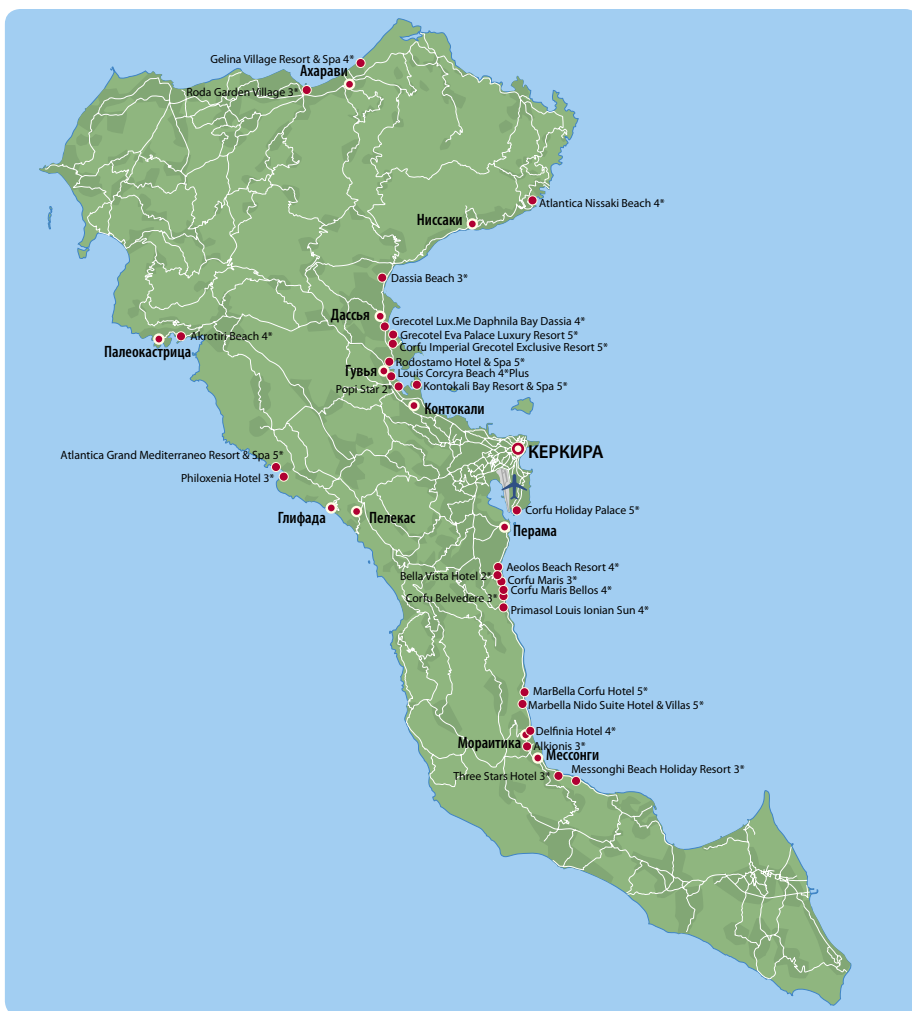 Gelina Village Resort & Spa 4*
Ахарави
Roda Garden Village 3*
Atlantica Nissaki Beach 4*
Ниссаки
Dassia Beach 3*
Дассья
Grecotel Lux.Me Daphnila Bay Dassia 4*
Grecotel Eva Palace Luxury Resort 5*
Corfu Imperial Grecotel Exclusive Resort 5*
Akrotiri Beach 4*
Палеокастрица
Rodostamo Hotel & Spa 5*
Гувья
Louis Corcyra Beach 4*Plus
Popi Star 2*
Kontokali Bay Resort & Spa 5*
Контокали
КЕРКИРА
Atlantica Grand Mediterraneo Resort & Spa 5*
Philoxenia Hotel 3*
Глифада
Пелекас
Corfu Holiday Palace 5*
Перама
Aeolos Beach Resort 4*
Bella Vista Hotel 2*
Corfu Maris 3*
Corfu Maris Bellos 4*
Corfu Belvedere 3*
Primasol Louis Ionian Sun 4*
MarBella Corfu Hotel 5*
Marbella Nido Suite Hotel & Villas 5*
Delfinia Hotel 4*
Мораитика
Alkionis 3*
Мессонги
Messonghi Beach Holiday Resort 3*
Three Stars Hotel 3*